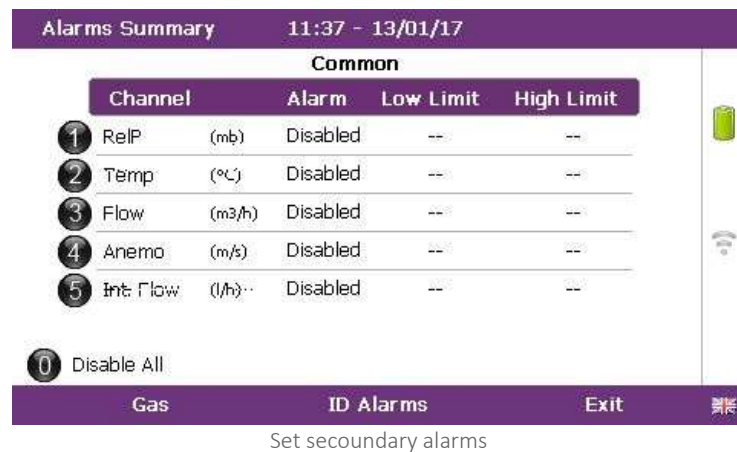 Alarms Summary 11:37 - 13/01/17
Common
Channel Alarm Low Limit High Limit
1 RelP (mb) Disabled -- --
2 Temp (°C) Disabled -- --
3 Flow (m3/h) Disabled -- --
4 Anemo (m/s) Disabled -- --
5 Int. Flow (l/h) Disabled -- --
0 Disable All
Gas ID Alarms Exit
Set secoundary alarms